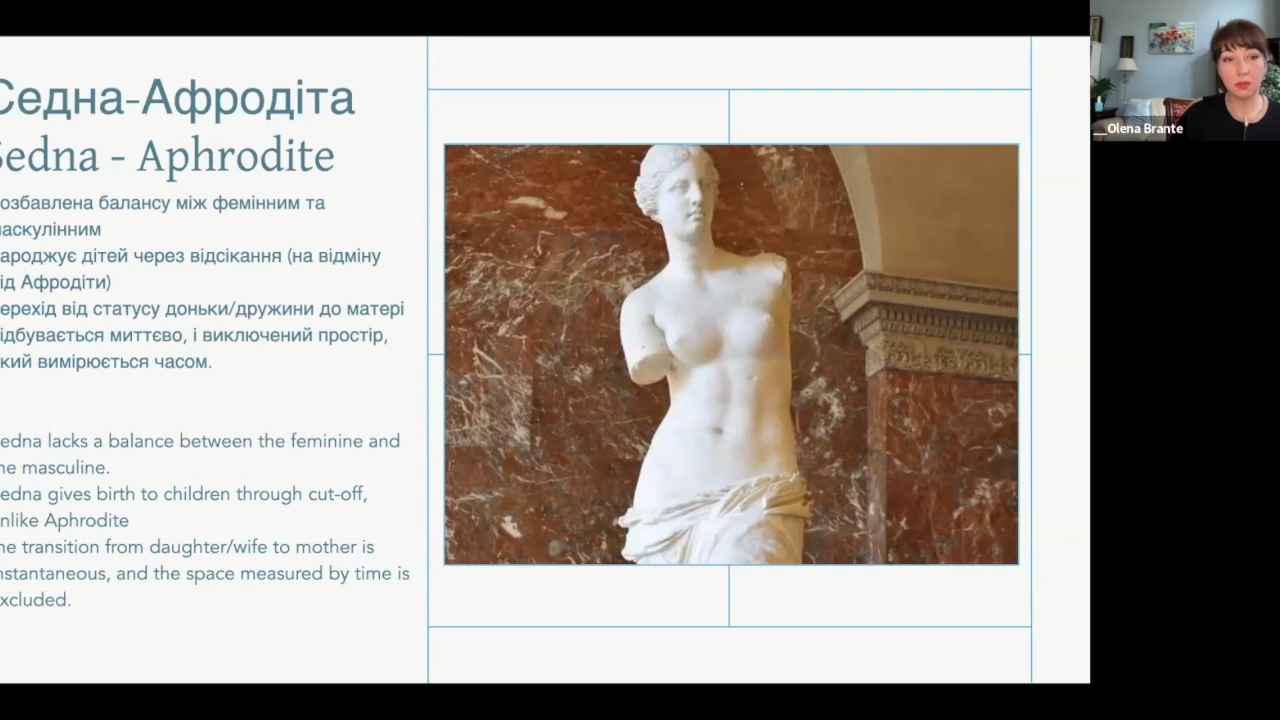 Седна-Афродіта
Sedna - Aphrodite
озбавлена балансу між фемінним та
маскулінним
ароджує дітей через відсікання (на відміну
ід Афродіти)
ерехід від статусу доньки/дружини до матері
ідбувається миттєво, і виключений простір,
кий вимірюється часом.
edna lacks a balance between the feminine and
he masculine.
edna gives birth to children through cut-off,
nlike Aphrodite
he transition from daughter/wife to mother is
nstantaneous, and the space measured by time is
xcluded.
__Olena Brante